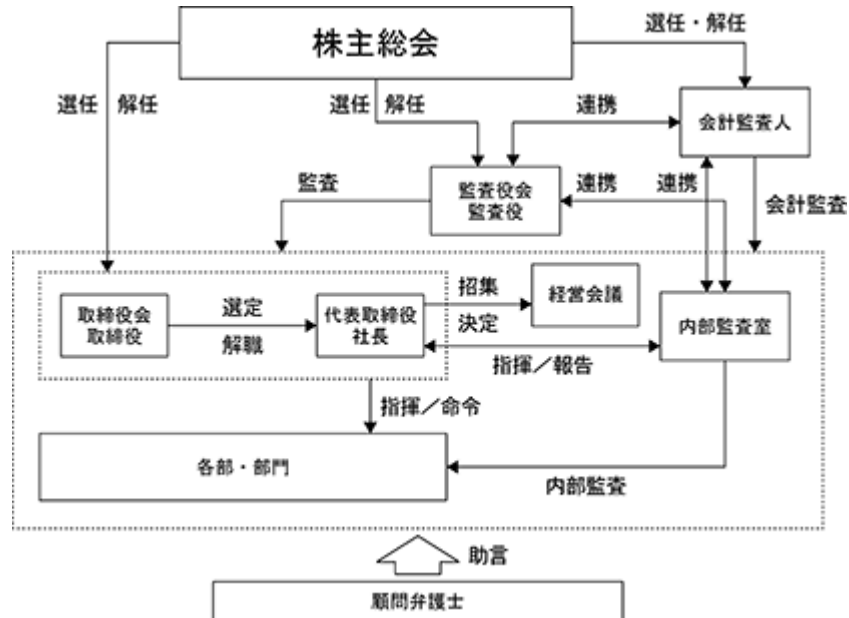 株主総会
選任・解任
選任 解任
選任 解任
連携
会計監査人
監査
監査役会
監査役
連携
連携
会計監査
取締役会
取締役
選定
解職
代表取締役
社長
招集
決定
経営会議
内部監査室
指揮／報告
指揮／命令
各部・部門
内部監査
助言
顧問弁護士